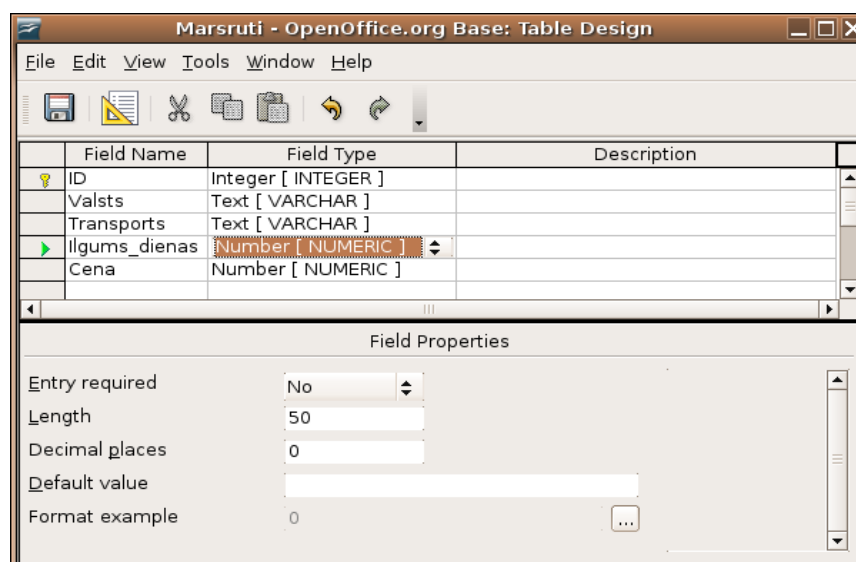 Marsruti - OpenOffice.org Base: Table Design
File Edit View Tools Window Help
Field Name Field Type Description
ID Integer [ INTEGER ]
Valsts Text [ VARCHAR ]
Transports Text [ VARCHAR ]
Ilgums_dienas Number [ NUMERIC ]
Cena Number [ NUMERIC ]
Field Properties
Entry required No
Length 50
Decimal places 0
Default value
Format example 0 ...